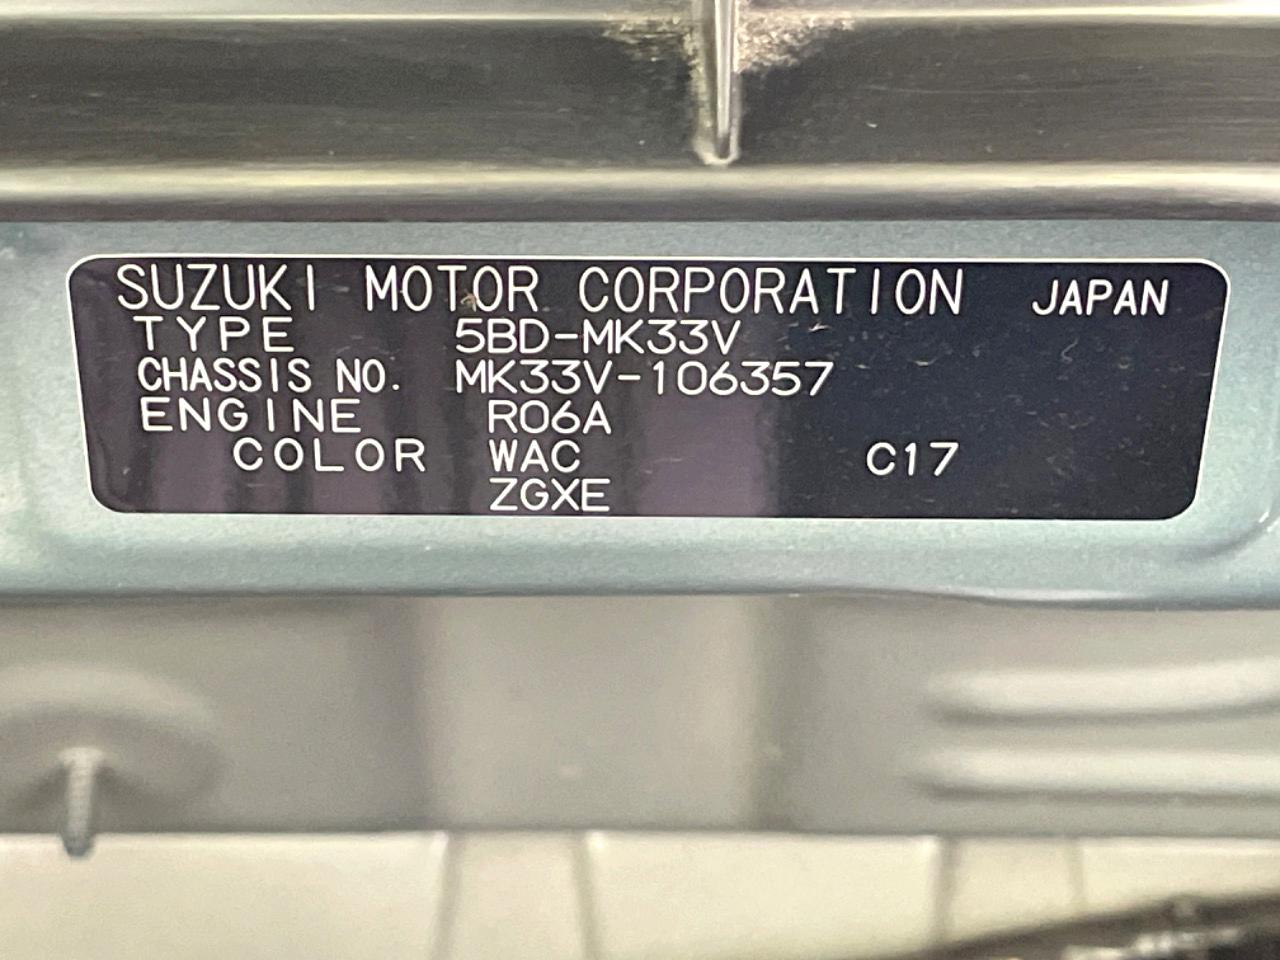 SUZUKI MOTOR CORPORATION JAPAN
TYPE 5BD-MK33V
CHASSIS NO. MK33V-106357
ENGINE R06A
COLOR WAC C17
ZGXE